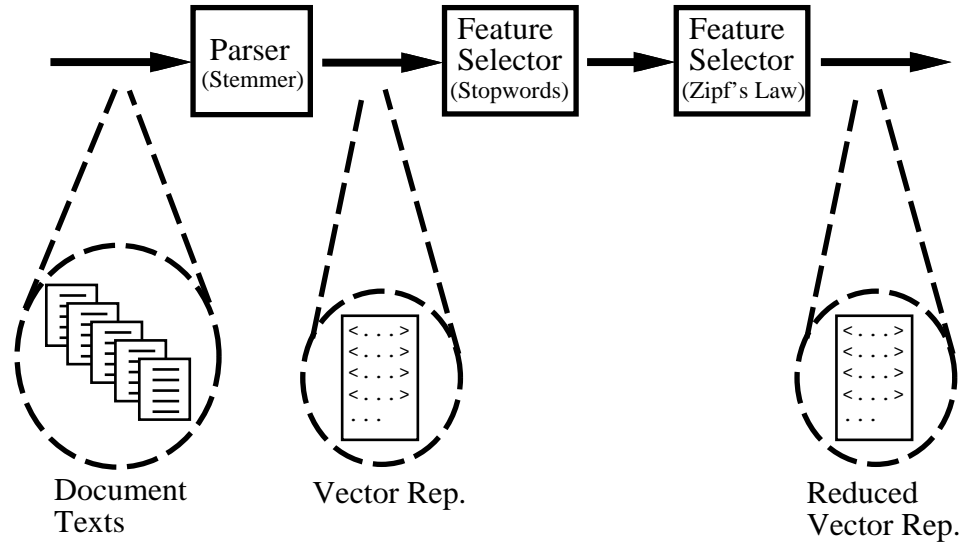 Parser
(Stemmer)
Feature
Selector
(Stopwords)
Feature
Selector
(Zipf's Law)
<...>
<...>
<...>
<...>
...
<...>
<...>
<...>
<...>
...
Document
Texts
Vector Rep.
Reduced
Vector Rep.